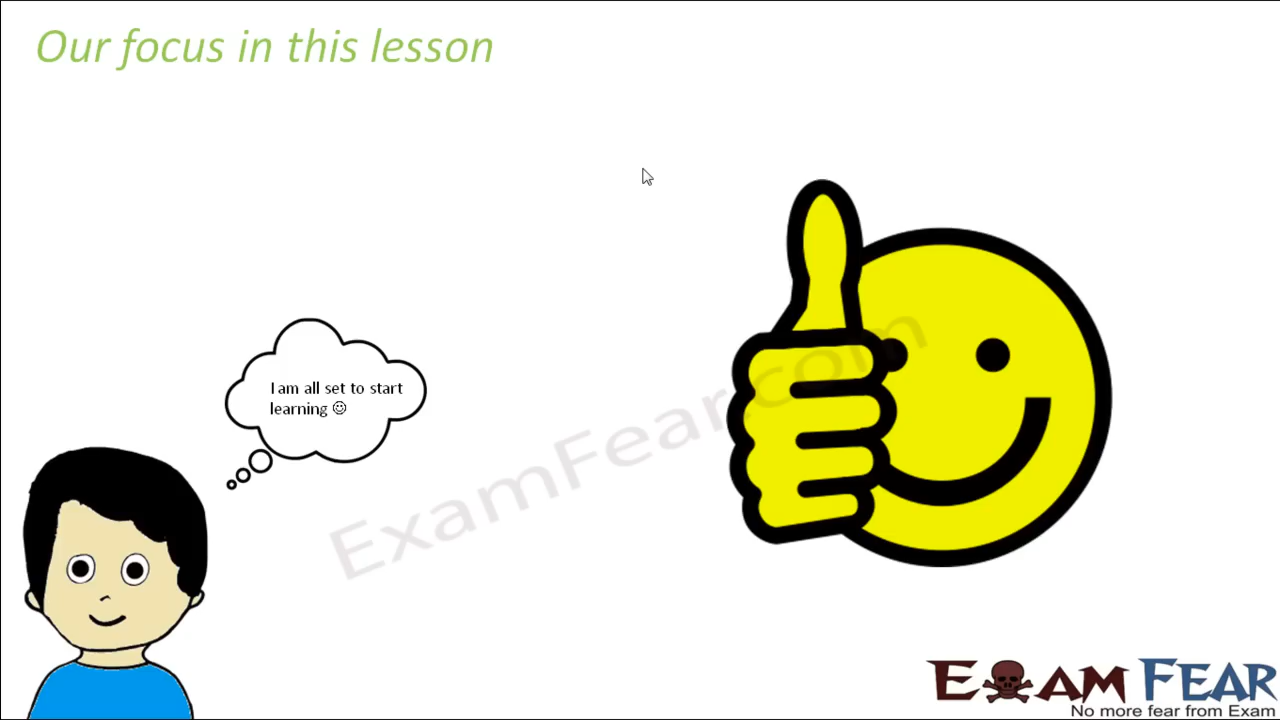 Our focus in this lesson
I am all set to start
learning ☺
ExamFear.com
EXAM FEAR
No more fear from Exam